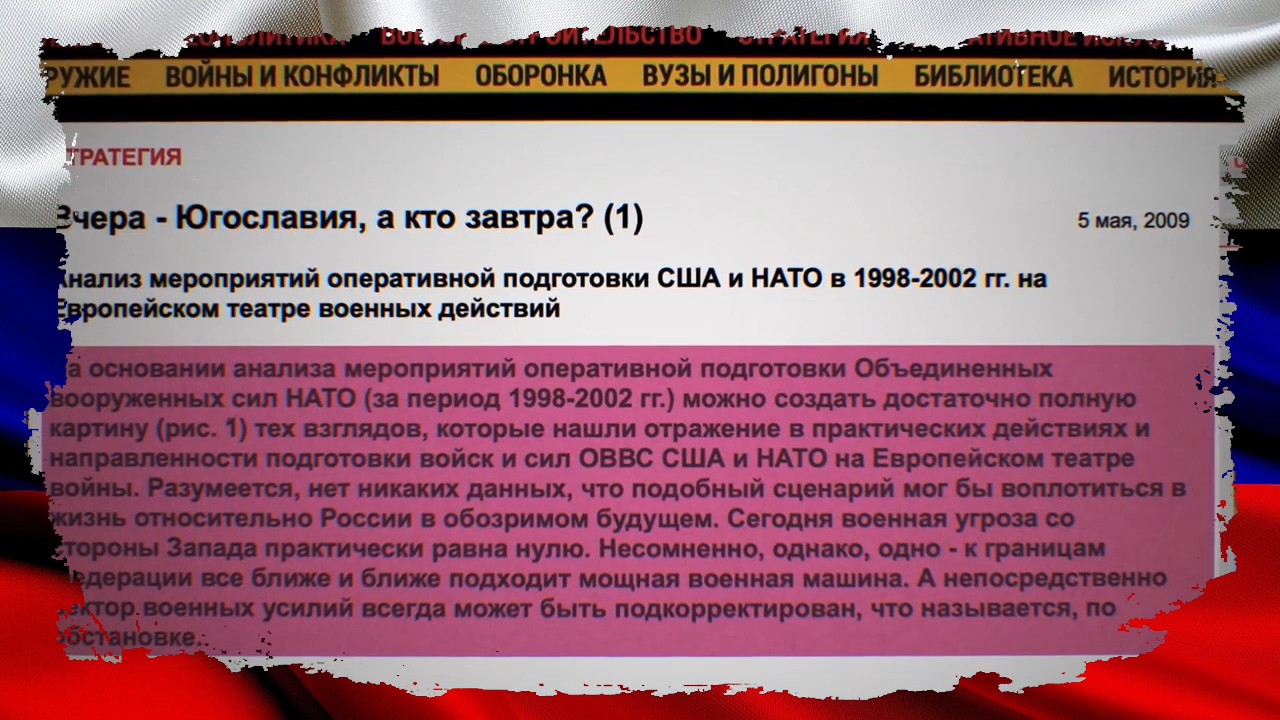 ВОЙНЫ И КОНФЛИКТЫ ОБОРОНКА ВУЗЫ И ПОЛИГОНЫ БИБЛИОТЕКА ИСТОРИЯ
ТРАТЕГИЯ
Вчера - Югославия, а кто завтра? (1)
5 мая, 2009
Анализ мероприятий оперативной подготовки США и НАТО в 1998-2002 гг. на
Европейском театре военных действий
а основании анализа мероприятий оперативной подготовки Объединенных
вооруженных сил НАТО (за период 1998-2002 гг.) можно создать достаточно полную
картину (рис. 1) тех взглядов, которые нашли отражение в практических действиях и
направленности подготовки войск и сил ОВВС США и НАТО на Европейском театре
войны. Разумеется, нет никаких данных, что подобный сценарий мог бы воплотиться в
жизнь относительно России в обозримом будущем. Сегодня военная угроза со
стороны Запада практически равна нулю. Несомненно, однако, одно - к границам
едерации все ближе и ближе подходит мощная военная машина. А непосредственно
вектор военных усилий всегда может быть подкорректирован, что называется, по
обстановке.